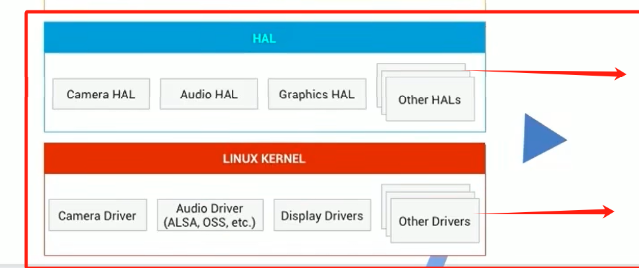 HAL
Camera HAL
Audio HAL
Graphics HAL
Other HALs
LINUX KERNEL
Camera Driver
Audio Driver
(ALSA, OSS, etc.)
Display Drivers
Other Drivers